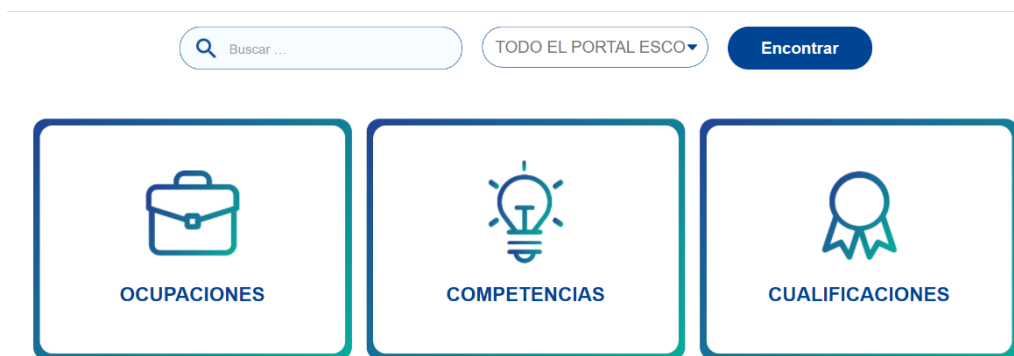 Buscar ...
TODO EL PORTAL ESCO
Encontrar
OCUPACIONES
COMPETENCIAS
CUALIFICACIONES